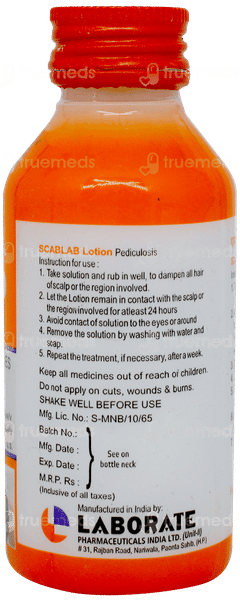 truemeds
truemeds
truemeds
SCABLAB Lotion Pediculosis
Instruction for use :
1. Take solution and rub in well, to dampen all hair
of scalp or the region involved.
2. Let the Lotion remain in contact with the scalp or
the region involved for atleast 24 hours
3. Avoid contact of solution to the eyes or around
4. Remove the solution by washing with water and
soap.
5. Repeat the treatment, if necessary, after a week.
Keep all medicines out of reach of children.
Do not apply on cuts, wounds & burns.
SHAKE WELL BEFORE USE
Mfg. Lic. No.: S-MNB/10/65
Batch No.:
Mfg. Date :
Exp. Date :
M.R.P. Rs :
See on
bottle neck
(Inclusive of all taxes)
Manufactured in India by:
LABORATE
PHARMACEUTICALS INDIA LTD. (Unit-II)
# 31, Rajban Road, Nariwala, Paonta Sahib, (H.P.)